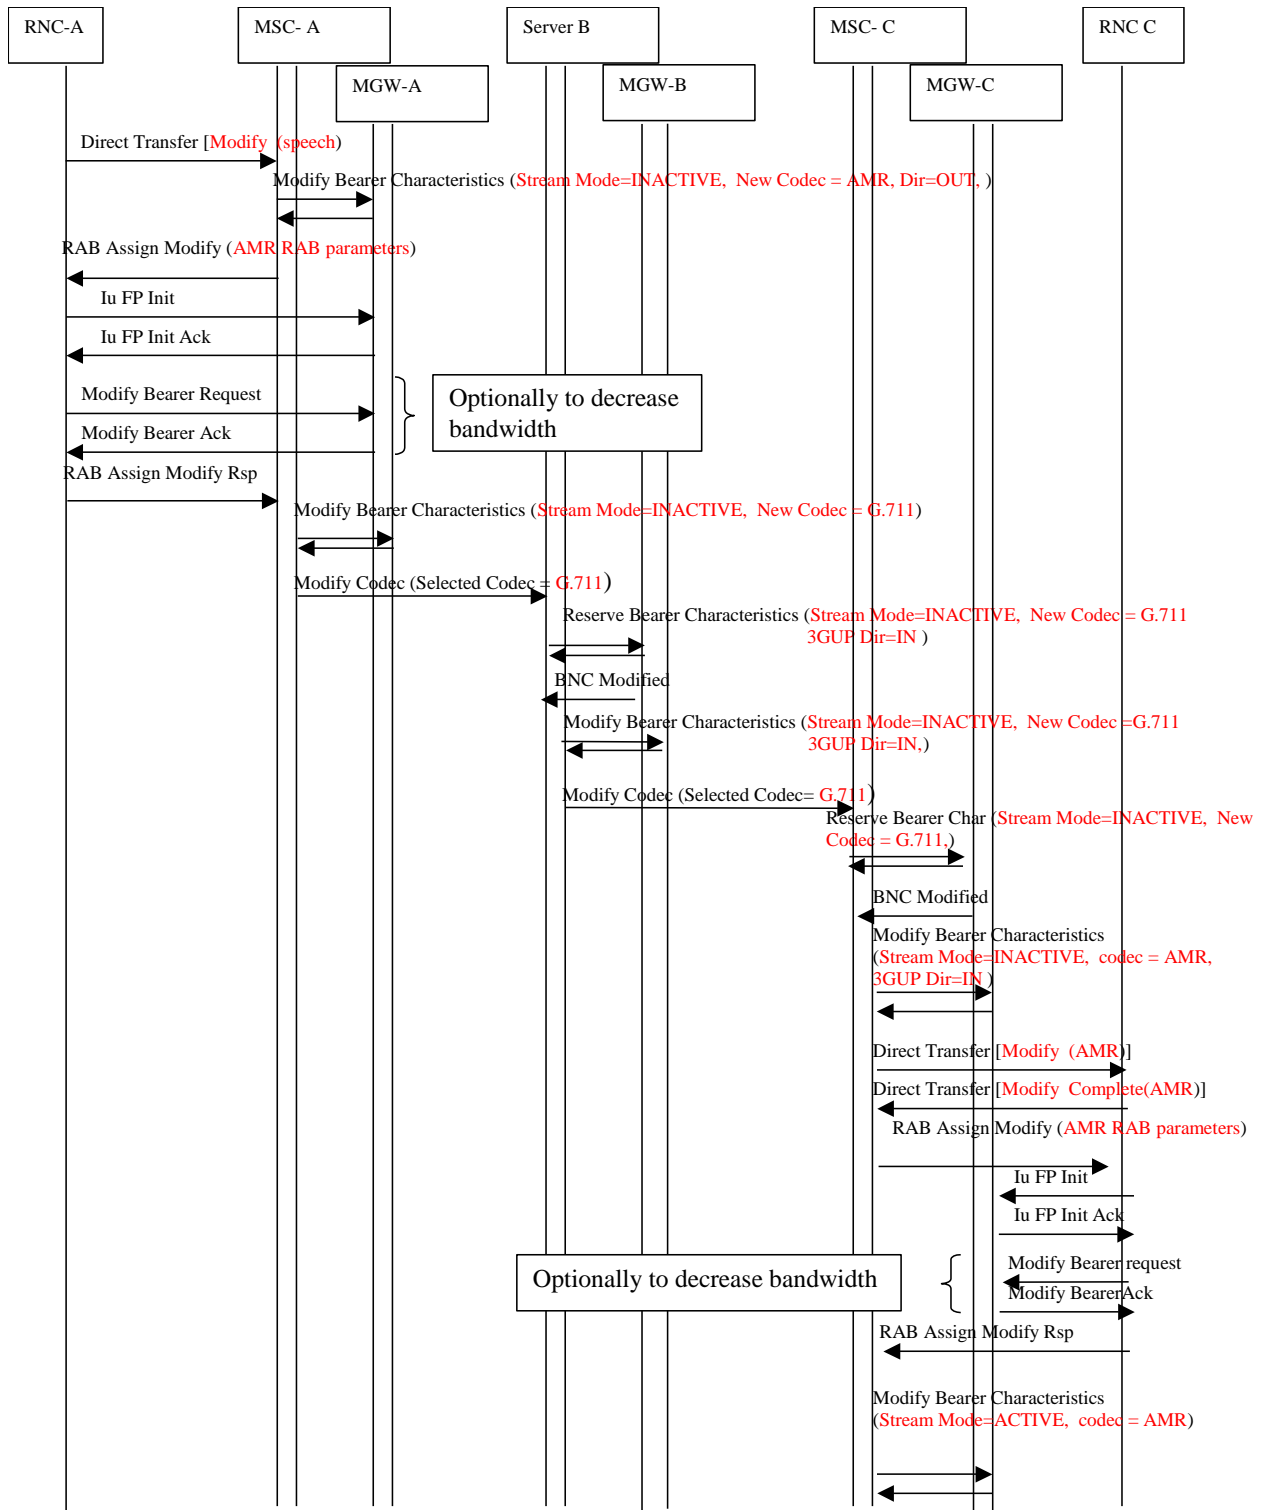 RNC-A
MSC- A
Server B
MSC- C
RNC C
MGW-A
MGW-B
MGW-C
Direct Transfer [Modify  (speech)
Modify Bearer Characteristics (Stream Mode=INACTIVE,  New Codec = AMR, Dir=OUT, )
RAB Assign Modify (AMR RAB parameters)
Iu FP Init
Iu FP Init Ack
Modify Bearer Request
Optionally to decrease
bandwidth
Modify Bearer Ack
RAB Assign Modify Rsp
Modify Bearer Characteristics (Stream Mode=INACTIVE,  New Codec = G.711)
Modify Codec (Selected Codec = G.711)
Reserve Bearer Characteristics (Stream Mode=INACTIVE,  New Codec = G.711
3GUP Dir=IN )
BNC Modified
Modify Bearer Characteristics (Stream Mode=INACTIVE,  New Codec =G.711
3GUP Dir=IN,)
Modify Codec (Selected Codec= G.711)
Reserve Bearer Char (Stream Mode=INACTIVE,  New
Codec = G.711,)
BNC Modified
Modify Bearer Characteristics
(Stream Mode=INACTIVE,  codec = AMR,
3GUP Dir=IN )
Direct Transfer [Modify  (AMR)]
Direct Transfer [Modify  Complete(AMR)]
RAB Assign Modify (AMR RAB parameters)
Iu FP Init
Iu FP Init Ack
Optionally to decrease bandwidth
Modify Bearer request
Modify BearerAck
RAB Assign Modify Rsp
Modify Bearer Characteristics
(Stream Mode=ACTIVE,  codec = AMR)